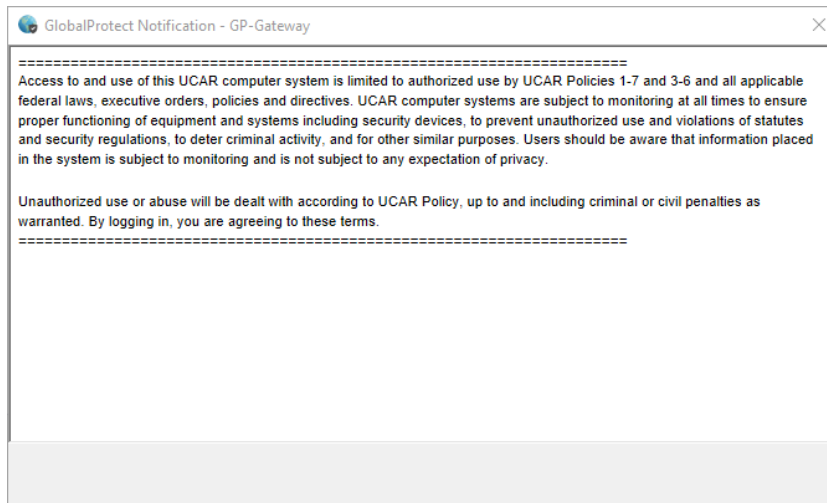 GlobalProtect Notification - GP-Gateway
======================================================================
Access to and use of this UCAR computer system is limited to authorized use by UCAR Policies 1-7 and 3-6 and all applicable
federal laws, executive orders, policies and directives. UCAR computer systems are subject to monitoring at all times to ensure
proper functioning of equipment and systems including security devices, to prevent unauthorized use and violations of statutes
and security regulations, to deter criminal activity, and for other similar purposes. Users should be aware that information placed
in the system is subject to monitoring and is not subject to any expectation of privacy.
Unauthorized use or abuse will be dealt with according to UCAR Policy, up to and including criminal or civil penalties as
warranted. By logging in, you are agreeing to these terms.
======================================================================